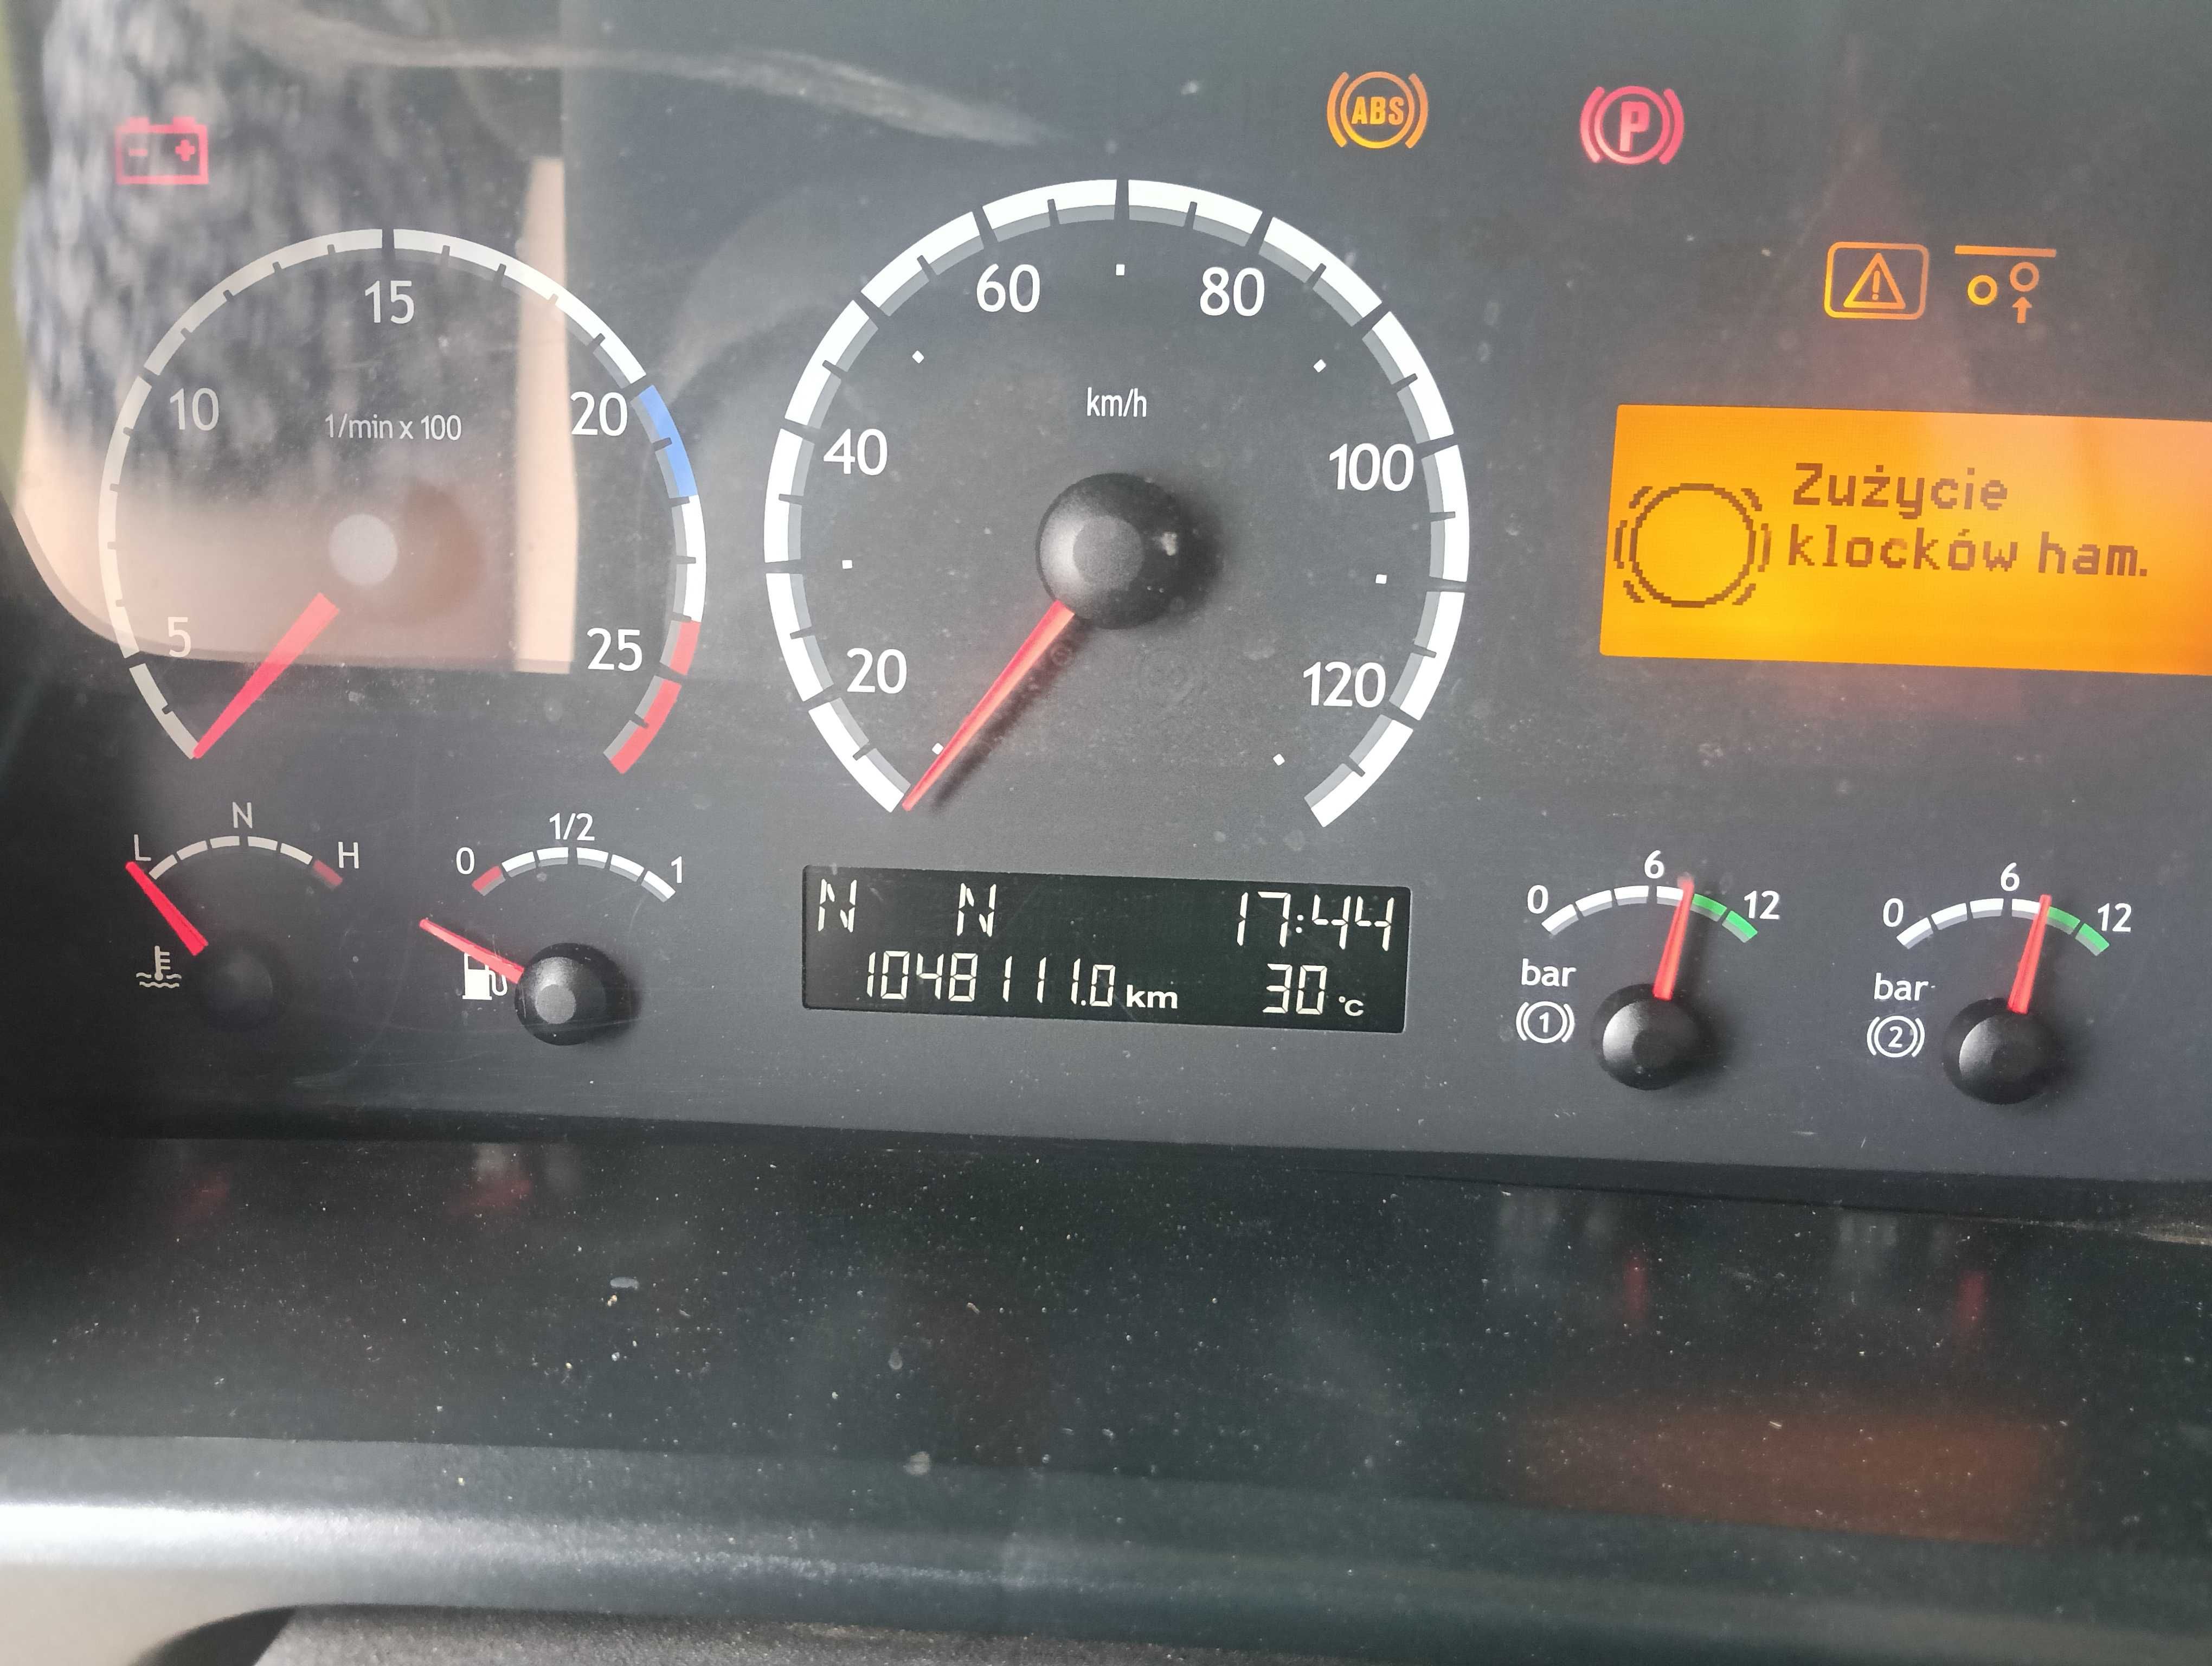 ABS
P
- +
15
10
20
1/min x 100
5
25
60
80
km/h
40
100
20
120
Zużycie
klocków ham.
L
N
H
0
1/2
1
N N 17:44
1048111.0 km 30 °C
0
6
12
bar
1
0
6
12
bar
2